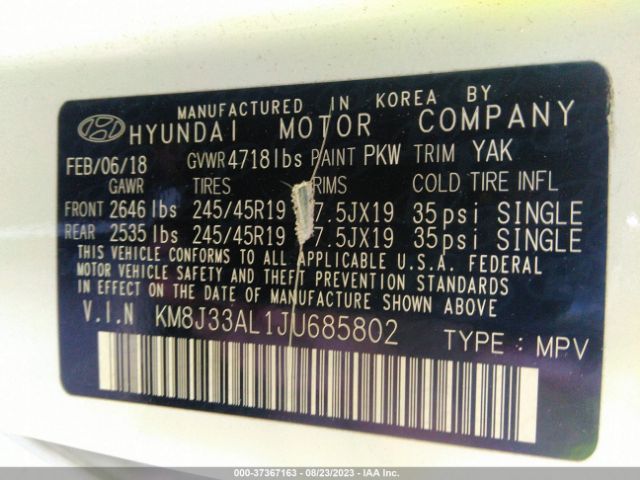 MANUFACTURED IN KOREA BY
HYUNDAI MOTOR COMPANY
FEB/06/18 GVWR 4718lbs PAINT PKW TRIM YAK
GAWR TIRES RIMS COLD TIRE INFL
FRONT 2646 lbs 245/45R19 7.5JX19 35psi SINGLE
REAR 2535 lbs 245/45R19 7.5JX19 35psi SINGLE
THIS VEHICLE CONFORMS TO ALL APPLICABLE U.S.A. FEDERAL
MOTOR VEHICLE SAFETY AND THEFT PREVENTION STANDARDS
IN EFFECT ON THE DATE OF MANUFACTURE SHOWN ABOVE.
V.I.N KM8J33AL1JU685802 TYPE: MPV
000-37367163 - 08/23/2023 - IAA Inc.